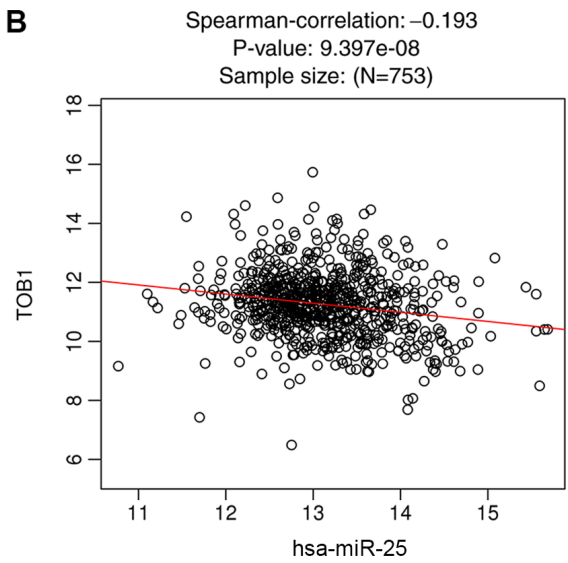 B
Spearman-correlation: −0.193
P-value: 9.397e-08
Sample size: (N=753)
18
16
14
12
10
8
6
TOB1
11 12 13 14 15
hsa-miR-25